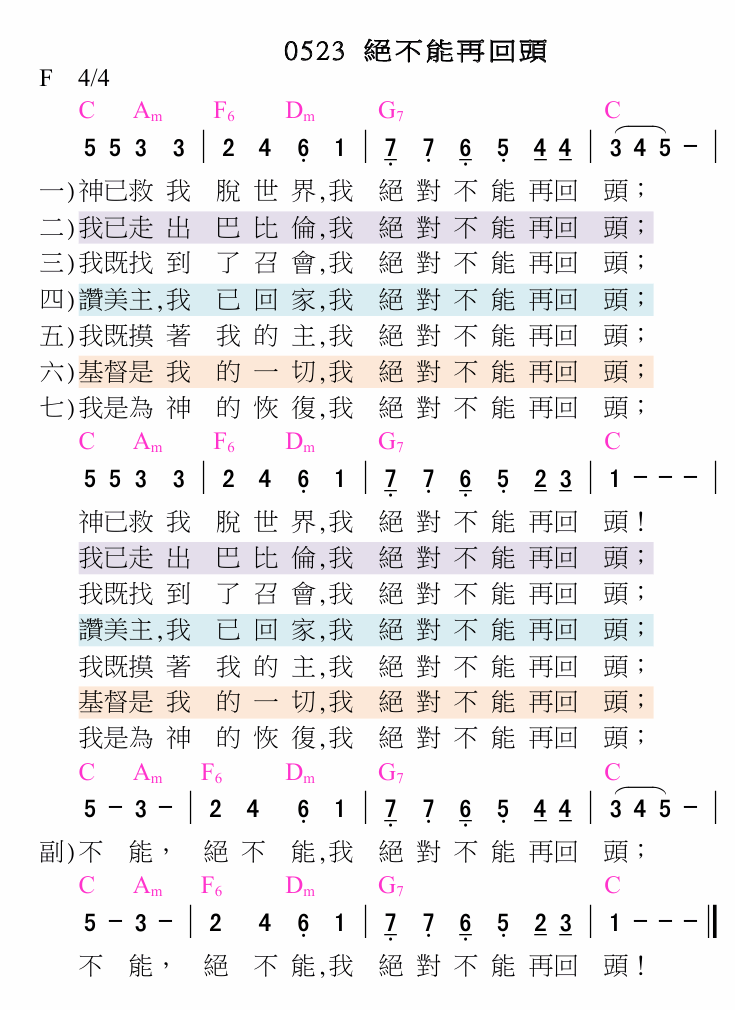 0523 絕不能再回頭
F 4/4
C Am F6 Dm G7 C
5 5 3 3 | 2 4 6 1 | 7 7 6 5 4 4 | 3 4 5 - |
一)神已救我 脫世界,我 絕對不能再回 頭；
二)我已走出 巴比倫,我 絕對不能再回 頭；
三)我既找到 了召會,我 絕對不能再回 頭；
四)讚美主,我 已回家,我 絕對不能再回 頭；
五)我既摸著 我的主,我 絕對不能再回 頭；
六)基督是我 的一切,我 絕對不能再回 頭；
七)我是為神 的恢復,我 絕對不能再回 頭；
C Am F6 Dm G7 C
5 5 3 3 | 2 4 6 1 | 7 7 6 5 2 3 | 1 - - - |
神已救我 脫世界,我 絕對不能再回 頭！
我已走出 巴比倫,我 絕對不能再回 頭；
我既找到 了召會,我 絕對不能再回 頭；
讚美主,我 已回家,我 絕對不能再回 頭；
我既摸著 我的主,我 絕對不能再回 頭；
基督是我 的一切,我 絕對不能再回 頭；
我是為神 的恢復,我 絕對不能再回 頭；
C Am F6 Dm G7 C
5 - 3 - | 2 4 6 1 | 7 7 6 5 4 4 | 3 4 5 - |
副)不 能， 絕不 能,我 絕對不能再回 頭；
C Am F6 Dm G7 C
5 - 3 - | 2 4 6 1 | 7 7 6 5 2 3 | 1 - - - ‖
不 能， 絕 不能,我 絕對不能再回 頭！